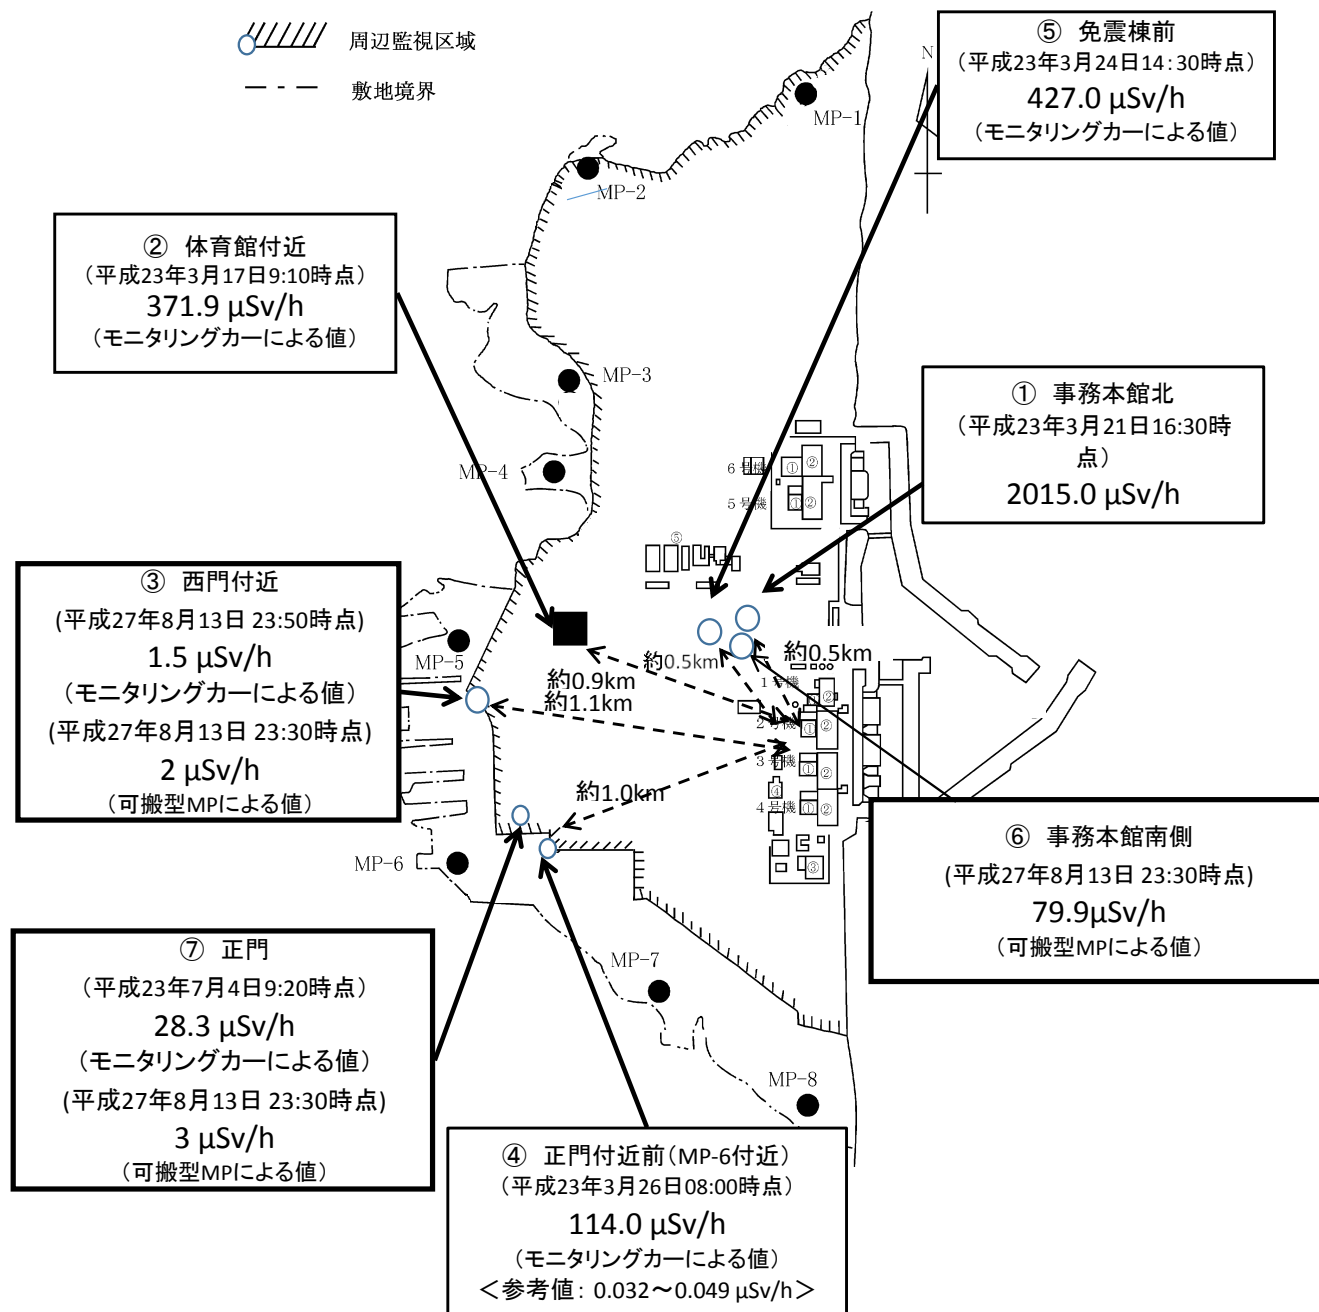 周辺監視区域
敷地境界
⑤ 免震棟前
（平成23年3月24日14：30時点）
427.0 µSv/h
（モニタリングカーによる値）
N
MP-1
MP-2
② 体育館付近
（平成23年3月17日9:10時点）
371.9 µSv/h
（モニタリングカーによる値）
MP-3
① 事務本館北
（平成23年3月21日16:30時
点）
2015.0 µSv/h
MP-4
6号機
① ②
5号機
① ②
⑤
③ 西門付近
(平成27年8月13日 23:50時点)
1.5 µSv/h
（モニタリングカーによる値）
(平成27年8月13日 23:30時点)
2 µSv/h
（可搬型MPによる値）
MP-5
約0.5km
約0.5km
約0.9km
約1.1km
1号機
②
2号機
① ②
3号機
① ②
約1.0km
④
4号機
① ②
③
MP-6
⑥ 事務本館南側
(平成27年8月13日 23:30時点)
79.9µSv/h
（可搬型MPによる値）
⑦ 正門
（平成23年7月4日9:20時点）
28.3 µSv/h
（モニタリングカーによる値）
(平成27年8月13日 23:30時点)
3 µSv/h
（可搬型MPによる値）
MP-7
MP-8
④ 正門付近前（MP-6付近）
（平成23年3月26日08:00時点）
114.0 µSv/h
（モニタリングカーによる値）
＜参考値： 0.032～0.049 µSv/h＞